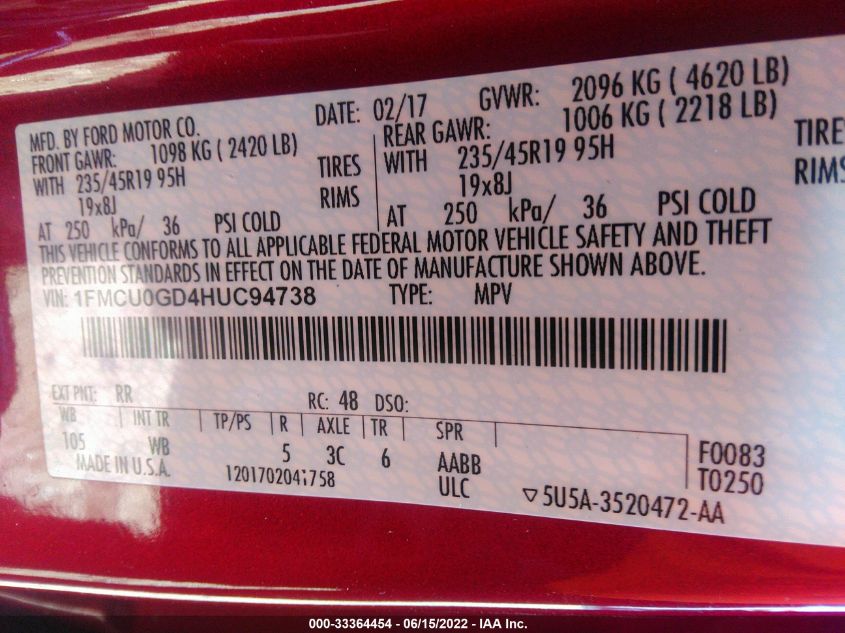 MFD. BY FORD MOTOR CO. DATE: 02/17 GVWR: 2096 KG ( 4620 LB)
FRONT GAWR: 1098 KG ( 2420 LB) REAR GAWR: 1006 KG ( 2218 LB)
WITH 235/45R19 95H TIRES WITH 235/45R19 95H TIRES
19x8J RIMS 19x8J RIMS
AT 250 kPa/ 36 PSI COLD AT 250 kPa/ 36 PSI COLD
THIS VEHICLE CONFORMS TO ALL APPLICABLE FEDERAL MOTOR VEHICLE SAFETY AND THEFT
PREVENTION STANDARDS IN EFFECT ON THE DATE OF MANUFACTURE SHOWN ABOVE.
VIN: 1FMCU0GD4HUC94738 TYPE: MPV
EXT PNT: RR RC: 48 DSO:
WB INT TR TP/PS R AXLE TR SPR
105 WB 5 3C 6 AABB F0083
MADE IN U.S.A. 1201702041758 ULC T0250
▽5U5A-3520472-AA
000-33364454 - 06/15/2022 - IAA Inc.